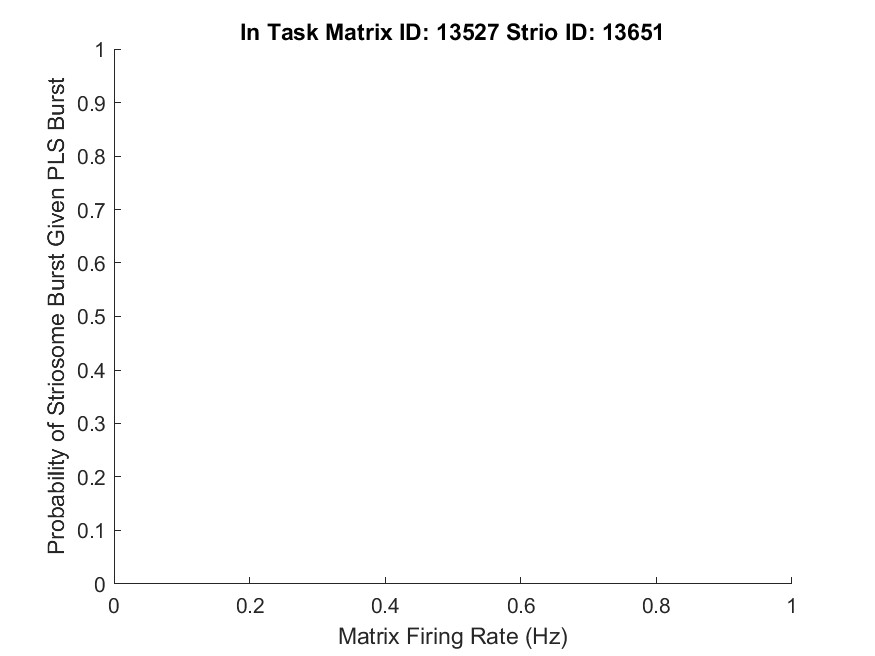 In Task Matrix ID: 13527 Strio ID: 13651
Probability of Striosome Burst Given PLS Burst
1
0.9
0.8
0.7
0.6
0.5
0.4
0.3
0.2
0.1
0
0 0.2 0.4 0.6 0.8 1
Matrix Firing Rate (Hz)